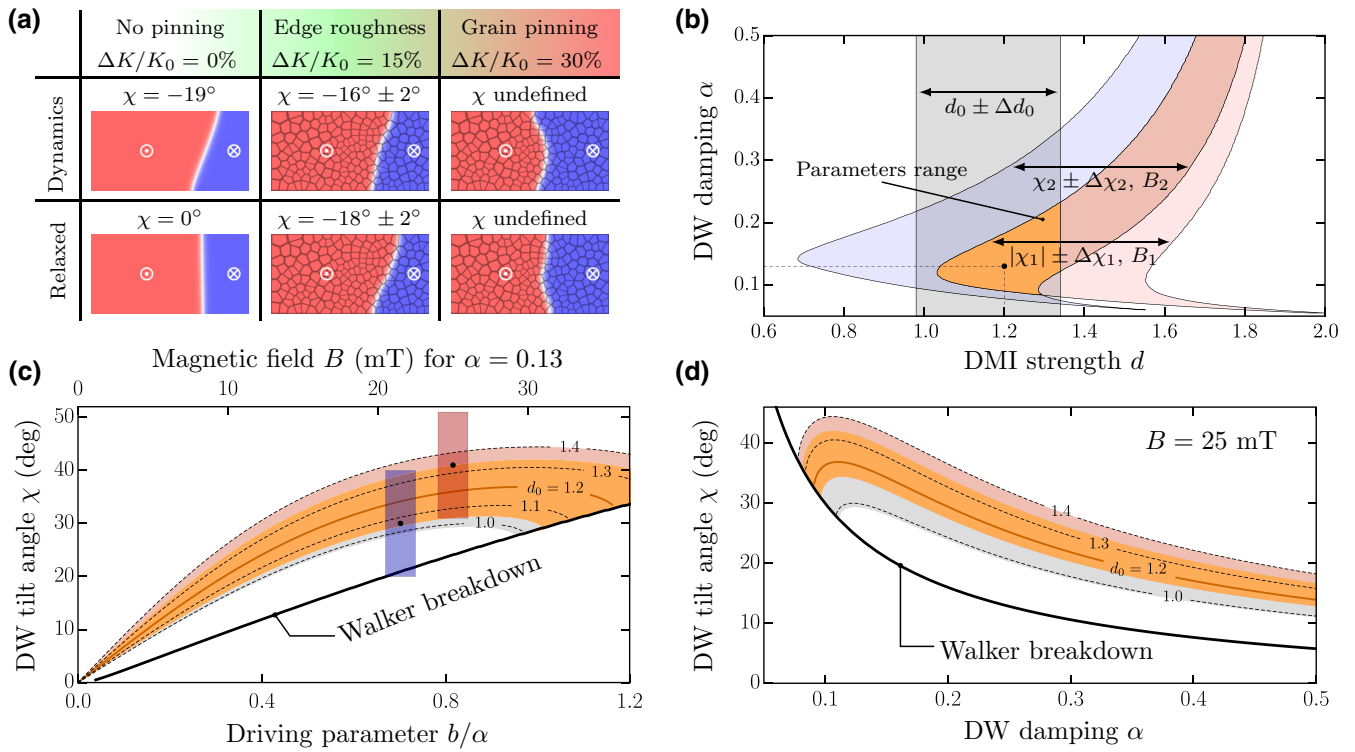 (a)
No pinning Edge roughness Grain pinning
ΔK/K₀ = 0% ΔK/K₀ = 15% ΔK/K₀ = 30%
Dynamics
χ = −19° χ = −16° ± 2° χ undefined
Relaxed
χ = 0° χ = −18° ± 2° χ undefined
(b)
DW damping α
0.5
0.4
0.3
0.2
0.1
d₀ ± Δd₀
Parameters range
χ₂ ± Δχ₂, B₂
|χ₁| ± Δχ₁, B₁
0.6 0.8 1.0 1.2 1.4 1.6 1.8 2.0
DMI strength d
(c)
Magnetic field B (mT) for α = 0.13
0 10 20 30
DW tilt angle χ (deg)
50
40
30
20
10
0
1.4
1.3
d₀ = 1.2
1.1
1.0
Walker breakdown
0.0 0.4 0.8 1.2
Driving parameter b/α
(d)
DW tilt angle χ (deg)
40
30
20
10
0
B = 25 mT
1.4
1.3
d₀ = 1.2
1.0
Walker breakdown
0.1 0.2 0.3 0.4 0.5
DW damping α